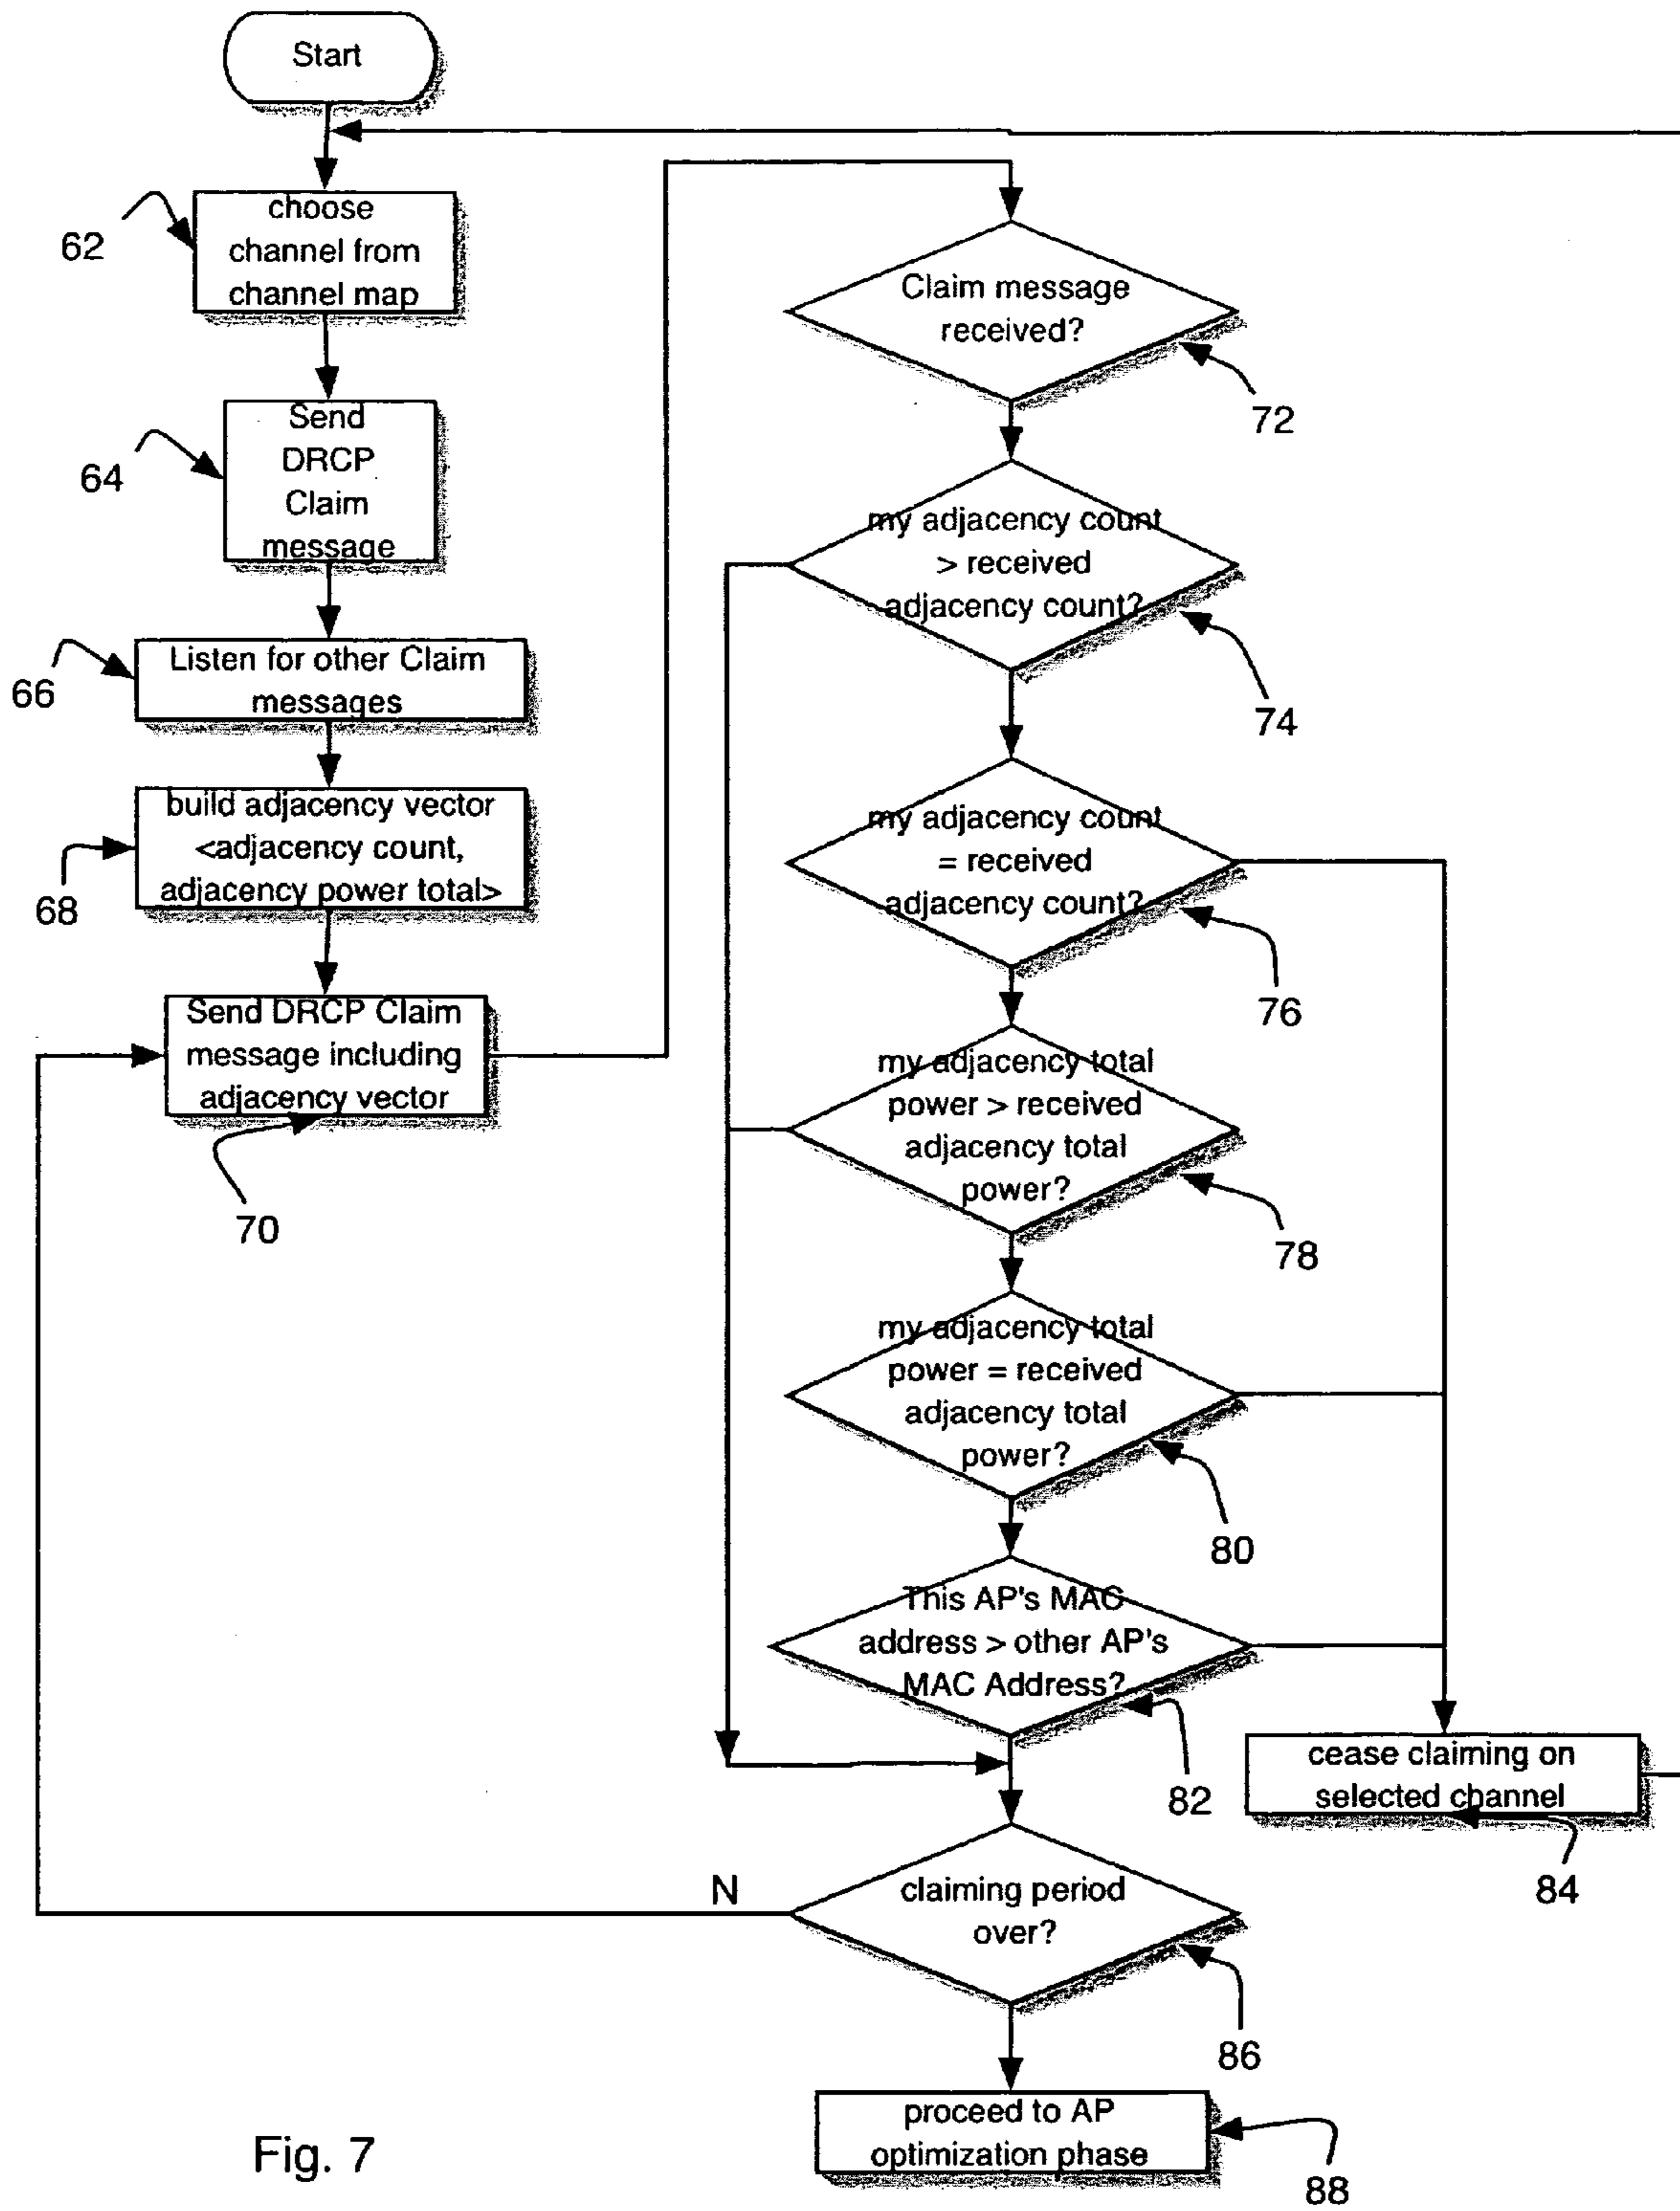 Start
62
choose
channel from
channel map
64
Send
DRCP
Claim
message
66
Listen for other Claim
messages
68
build adjacency vector
<adjacency count,
adjacency power total>
Send DRCP Claim
message including
adjacency vector
70
Claim message
received?
72
my adjacency count
> received
adjacency count?
74
my adjacency count
= received
adjacency count?
76
my adjacency total
power > received
adjacency total
power?
78
my adjacency total
power = received
adjacency total
power?
80
This AP's MAC
address > other AP's
MAC Address?
82
cease claiming on
selected channel
84
N
claiming period
over?
86
proceed to AP
optimization phase
88
Fig. 7